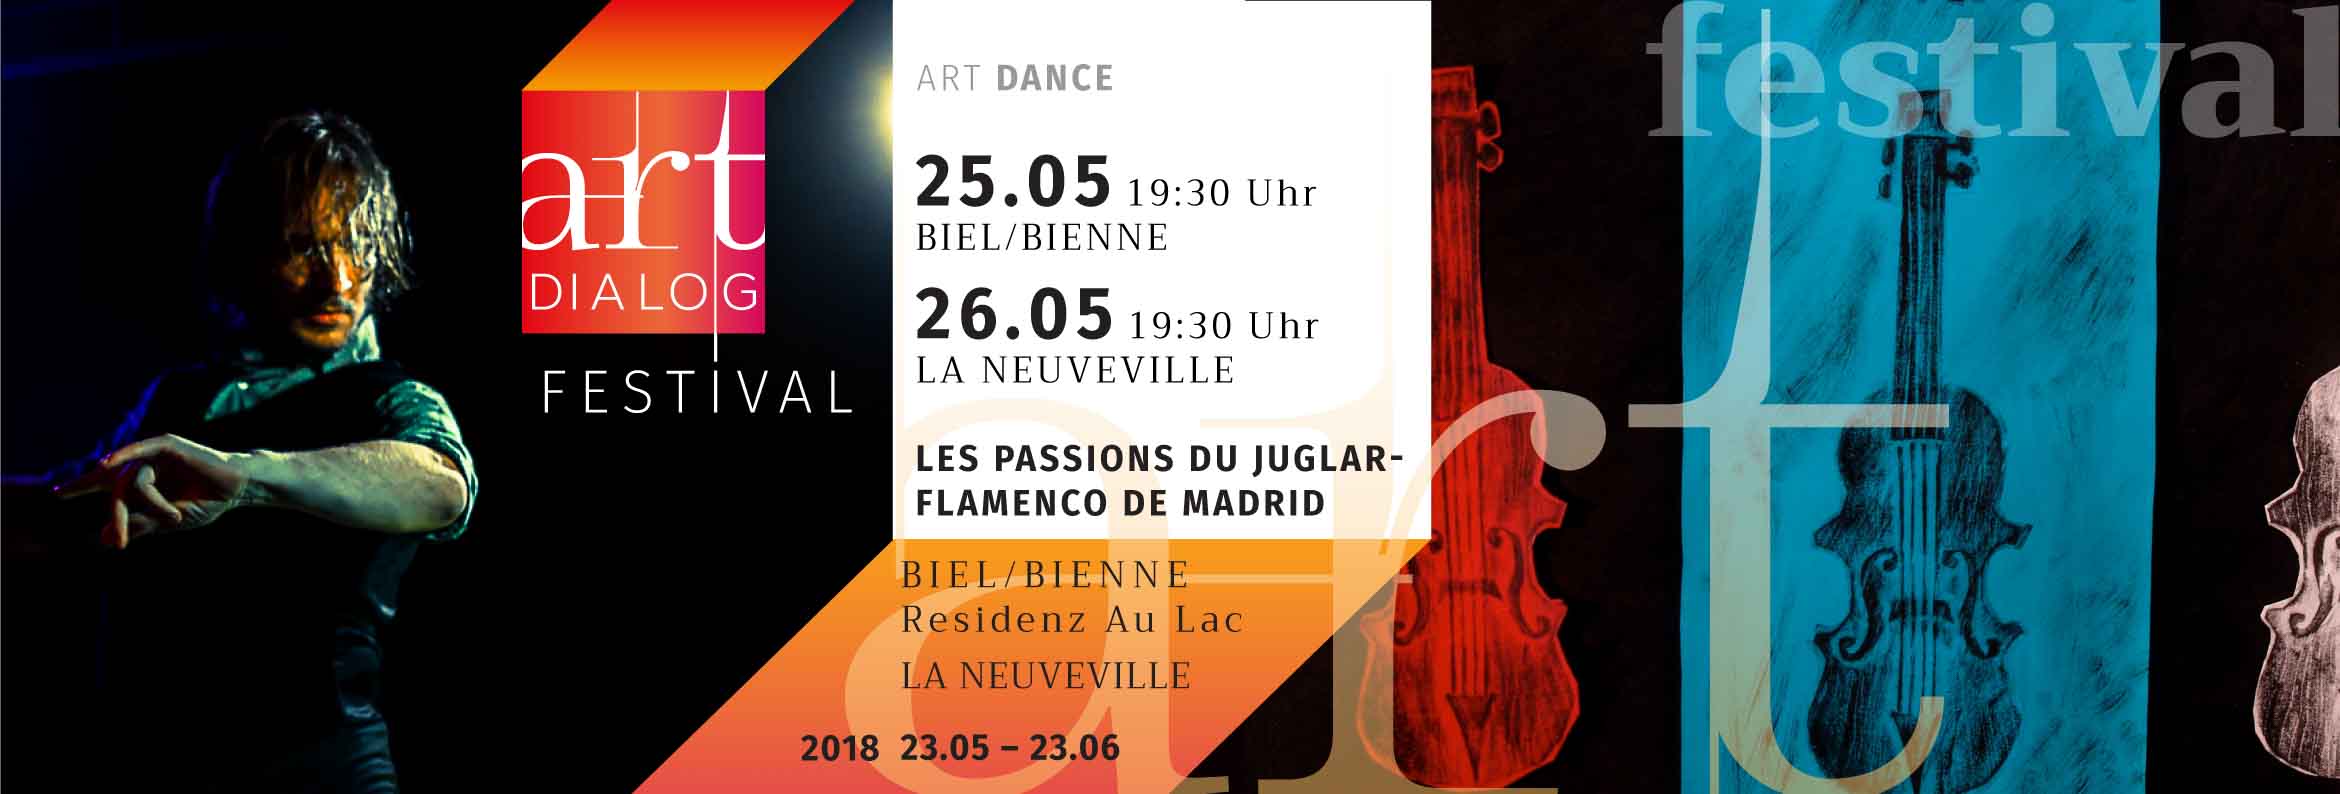 art
DIALOG
FESTIVAL
ART DANCE
25.05 19:30 Uhr
BIEL/BIENNE
26.05 19:30 Uhr
LA NEUVEVILLE
LES PASSIONS DU JUGLAR-
FLAMENCO DE MADRID
BIEL/BIENNE
Residenz Au Lac
LA NEUVEVILLE
2018 23.05 – 23.06
festival
art